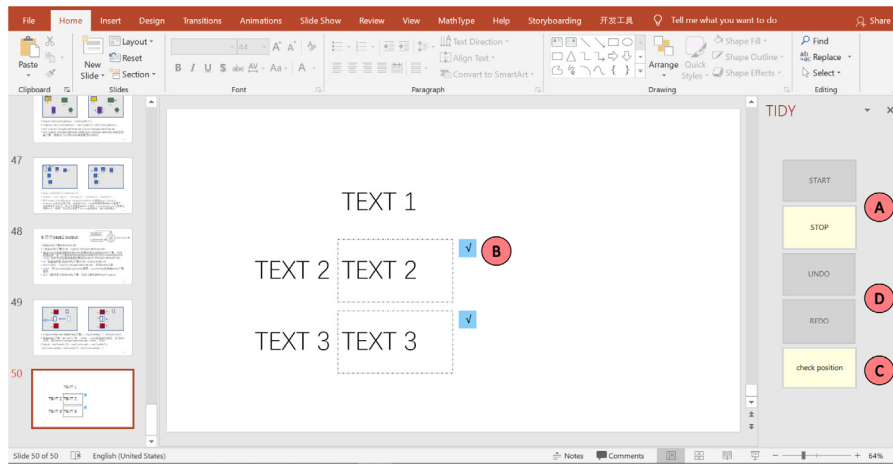 File Home Insert Design Transitions Animations Slide Show Review View MathType Help Storyboarding 开发工具 Tell me what you want to do Share
Paste
Clipboard
New Slide
Layout
Reset
Section
Slides
44
B I U S abc AV Aa A
Font
Text Direction
Align Text
Convert to SmartArt
Paragraph
Arrange
Quick Styles
Shape Fill
Shape Outline
Shape Effects
Drawing
Find
Replace
Select
Editing
47
48
49
50
TEXT 1
TEXT 2 TEXT 2 √
B
TEXT 3 TEXT 3 √
TIDY
START
A
STOP
UNDO
D
REDO
check position
C
Slide 50 of 50 English (United States) Notes Comments 64%